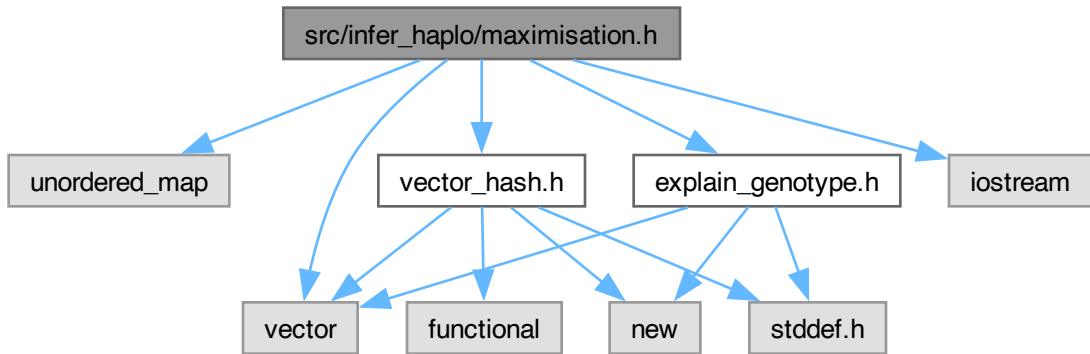 src/infer_haplo/maximisation.h
unordered_map
vector_hash.h
explain_genotype.h
iostream
vector
functional
new
stddef.h